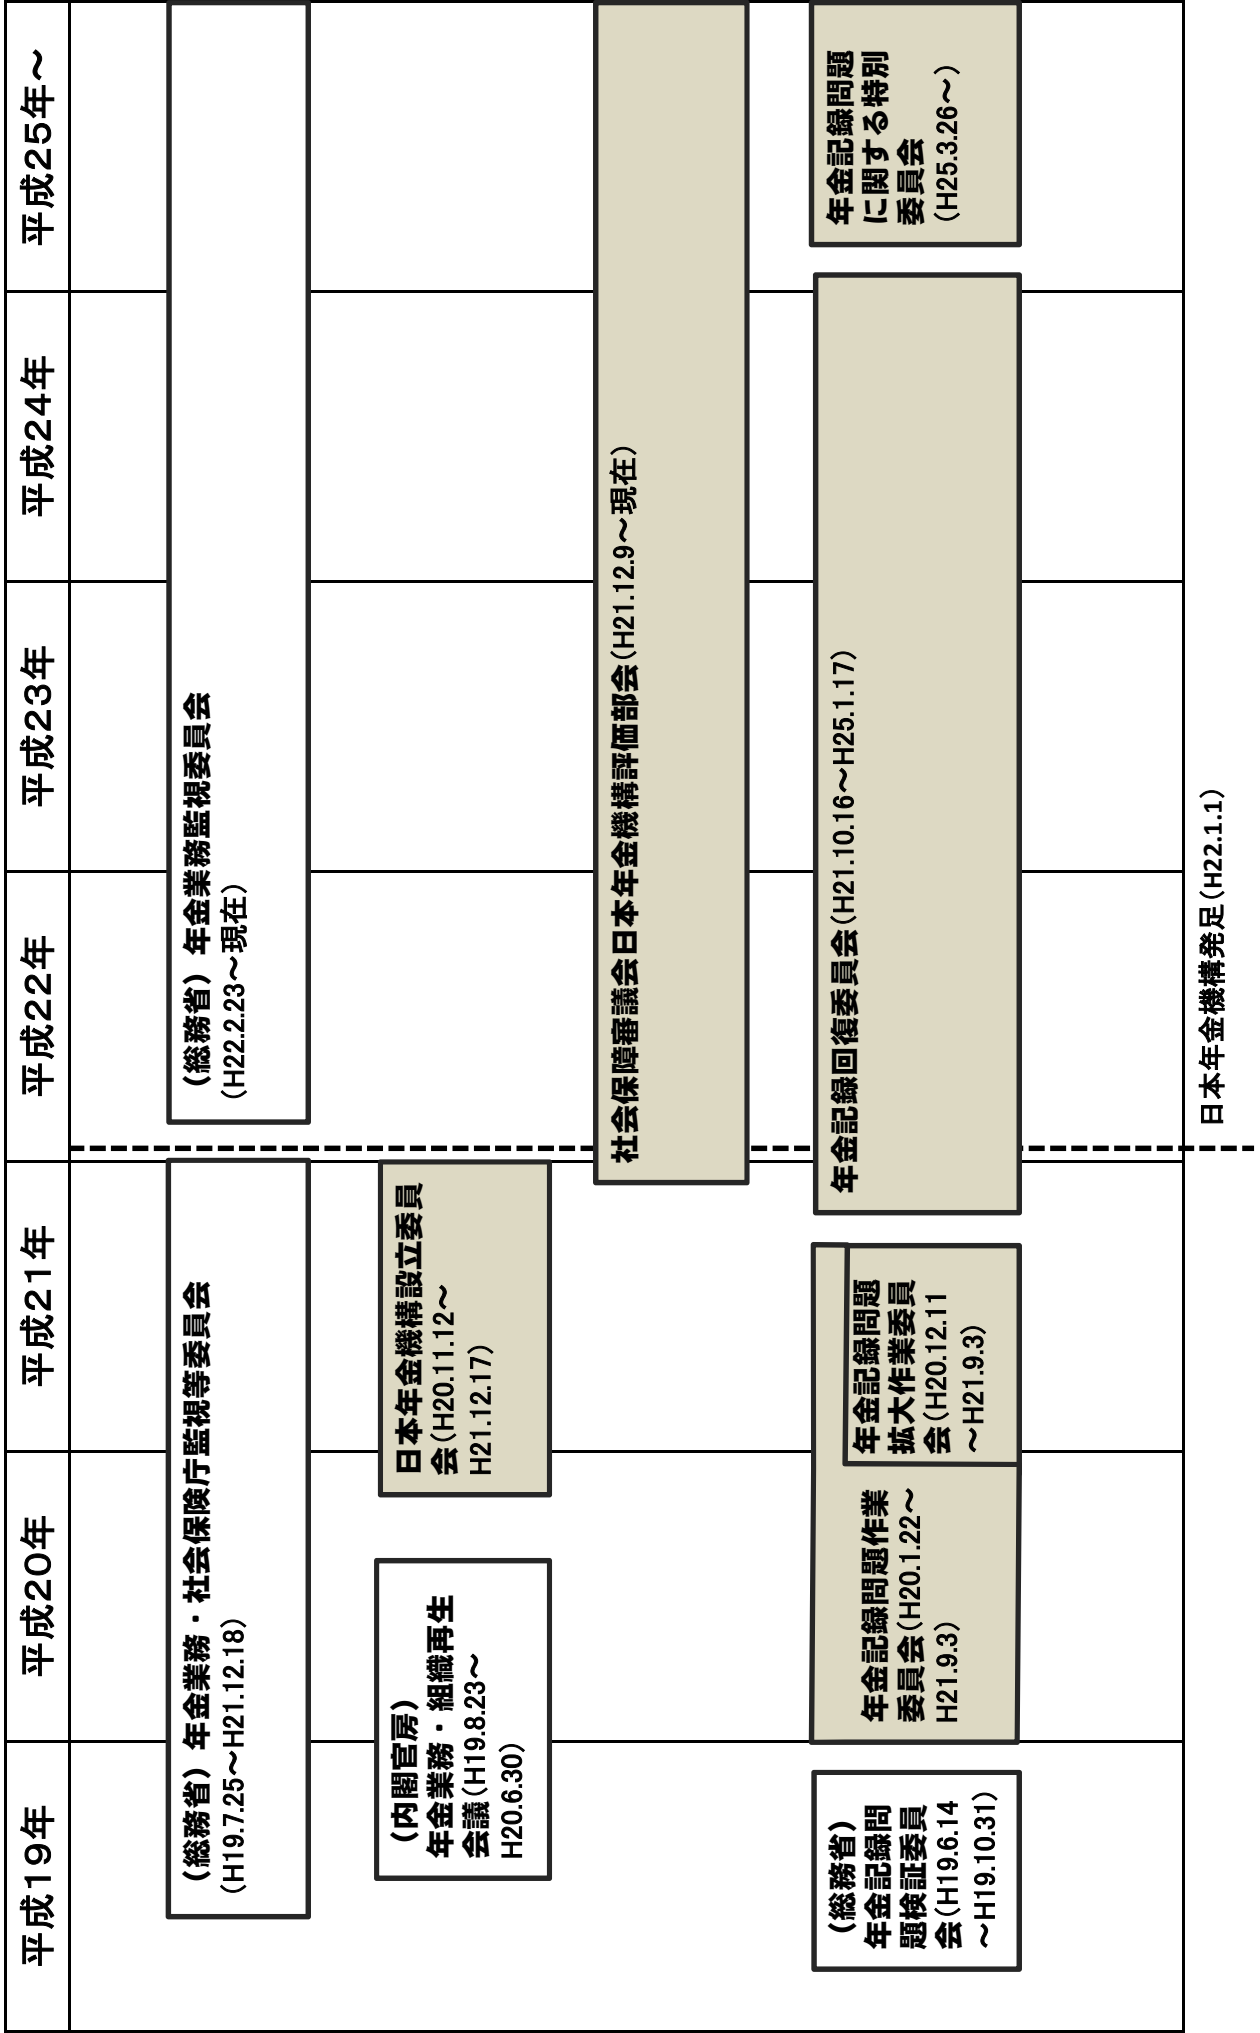 平成19年
平成20年
平成21年
平成22年
平成23年
平成24年
平成25年～
（総務省）年金業務・社会保険庁監視等委員会
（H19.7.25～H21.12.18）
（総務省）年金業務監視委員会
（H22.2.23～現在）
（内閣官房）
年金業務・組織再生
会議（H19.8.23～
H20.6.30）
日本年金機構設立委員
会（H20.11.12～
H21.12.17）
社会保障審議会日本年金機構評価部会（H21.12.9～現在）
（総務省）
年金記録問
題検証委員
会（H19.6.14
～H19.10.31）
年金記録問題作業
委員会（H20.1.22～
H21.9.3）
年金記録問題
拡大作業委員
会（H20.12.11
～H21.9.3）
年金記録回復委員会（H21.10.16～H25.1.17）
年金記録問題
に関する特別
委員会
（H25.3.26～）
日本年金機構発足（H22.1.1）